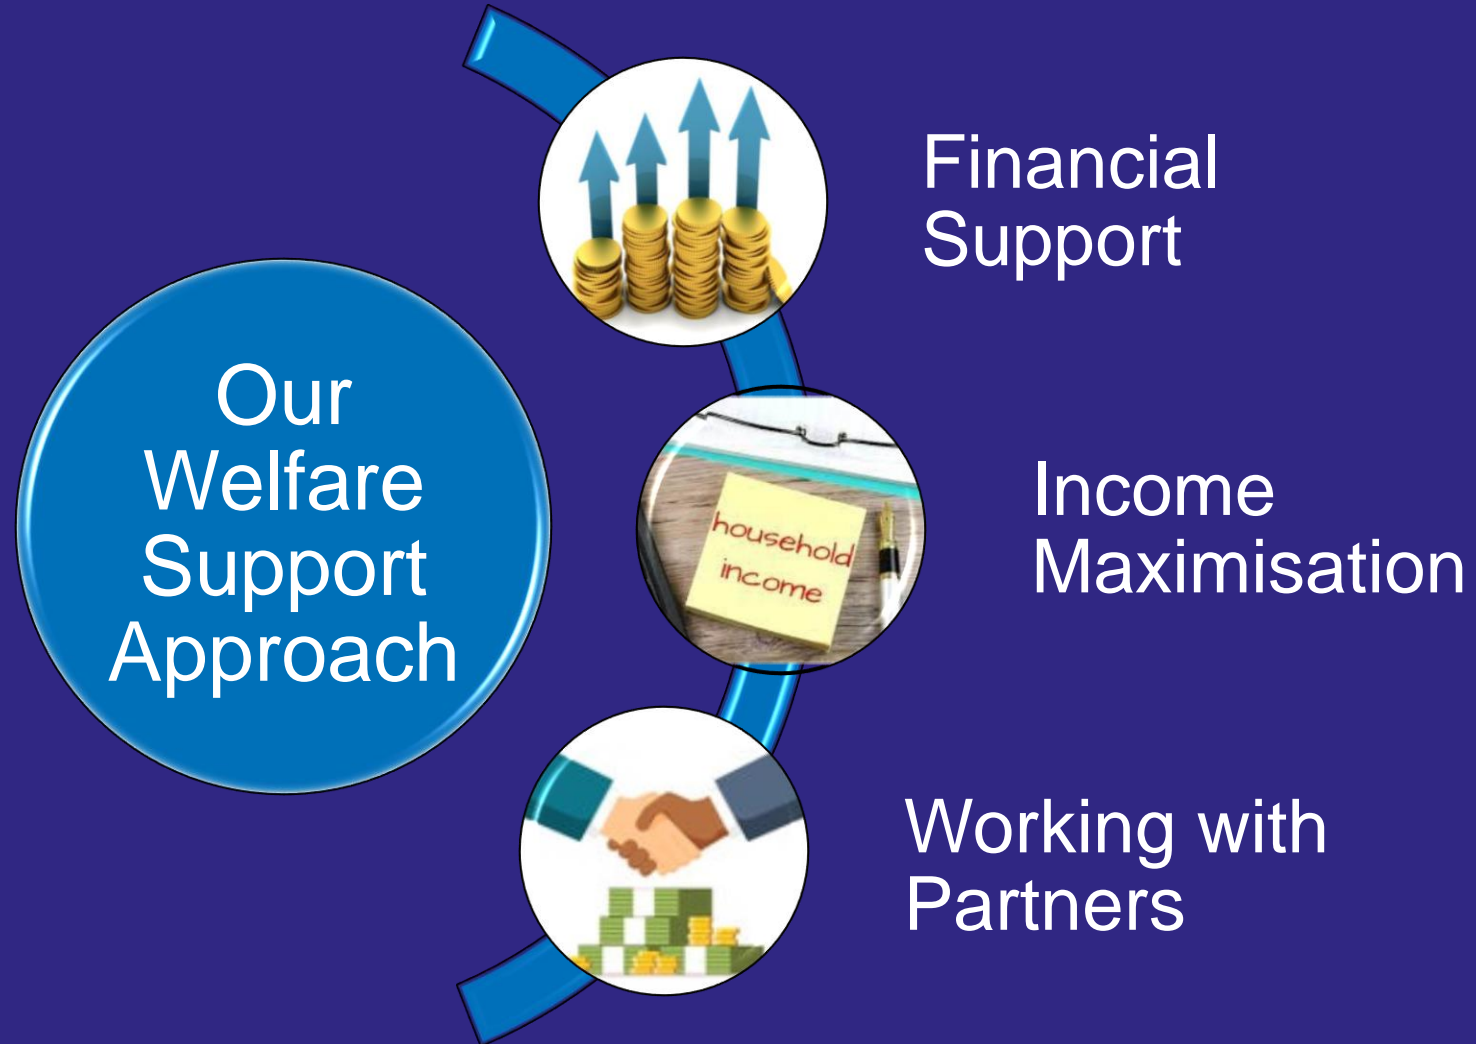 Our
Welfare
Support
Approach
Financial
Support
household
income
Income
Maximisation
Working with
Partners